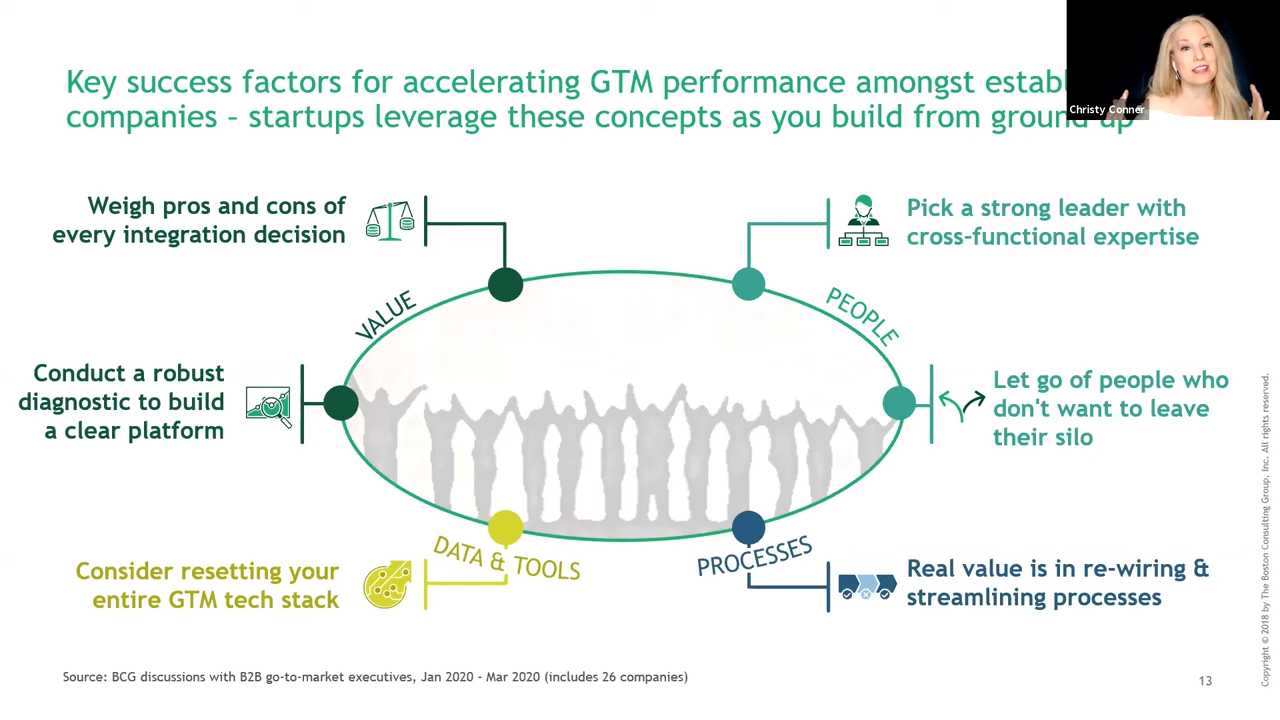 Key success factors for accelerating GTM performance amongst
companies – startups leverage these concepts as you build from ground up
Christy Conner
Weigh pros and cons of
every integration decision
Pick a strong leader with
cross-functional expertise
VALUE
PEOPLE
Conduct a robust
diagnostic to build
a clear platform
Let go of people who
don't want to leave
their silo
DATA & TOOLS
PROCESSES
Consider resetting your
entire GTM tech stack
Real value is in re-wiring &
streamlining processes
Source: BCG discussions with B2B go-to-market executives, Jan 2020 – Mar 2020 (includes 26 companies)
13
Copyright © 2018 by The Boston Consulting Group, Inc. All rights reserved.